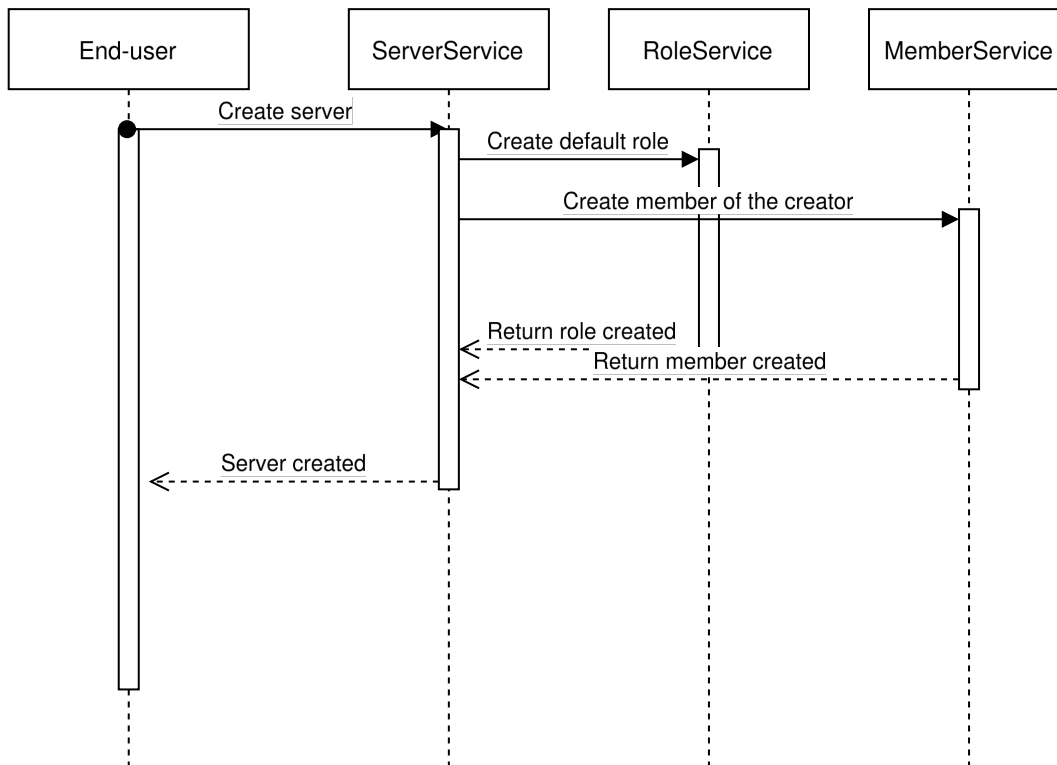 End-user
ServerService
RoleService
MemberService
Create server
Create default role
Create member of the creator
Return role created
Return member created
Server created